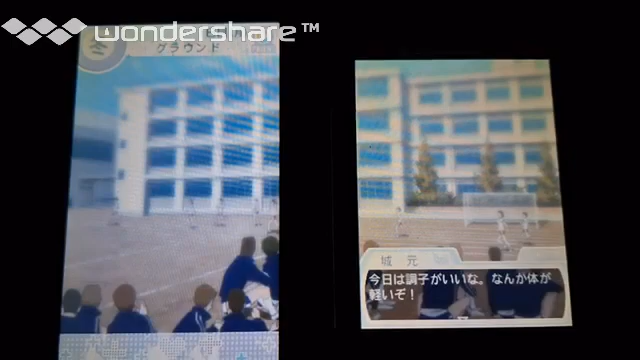 wondershare™
冬
グラウンド
城 元
今日は調子がいいな。なんか体が
軽いぞ！